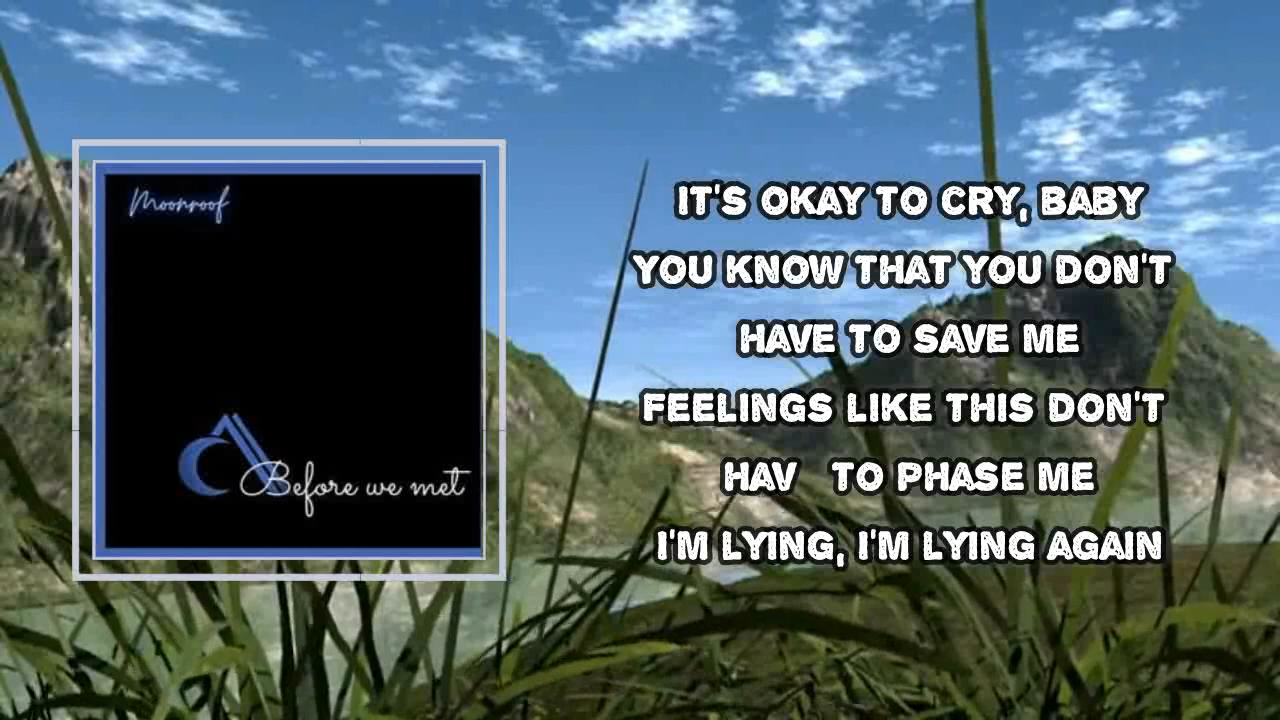 Moonroof
Before we met
IT'S OKAY TO CRY, BABY
YOU KNOW THAT YOU DON'T
HAVE TO SAVE ME
FEELINGS LIKE THIS DON'T
HAV TO PHASE ME
I'M LYING, I'M LYING AGAIN